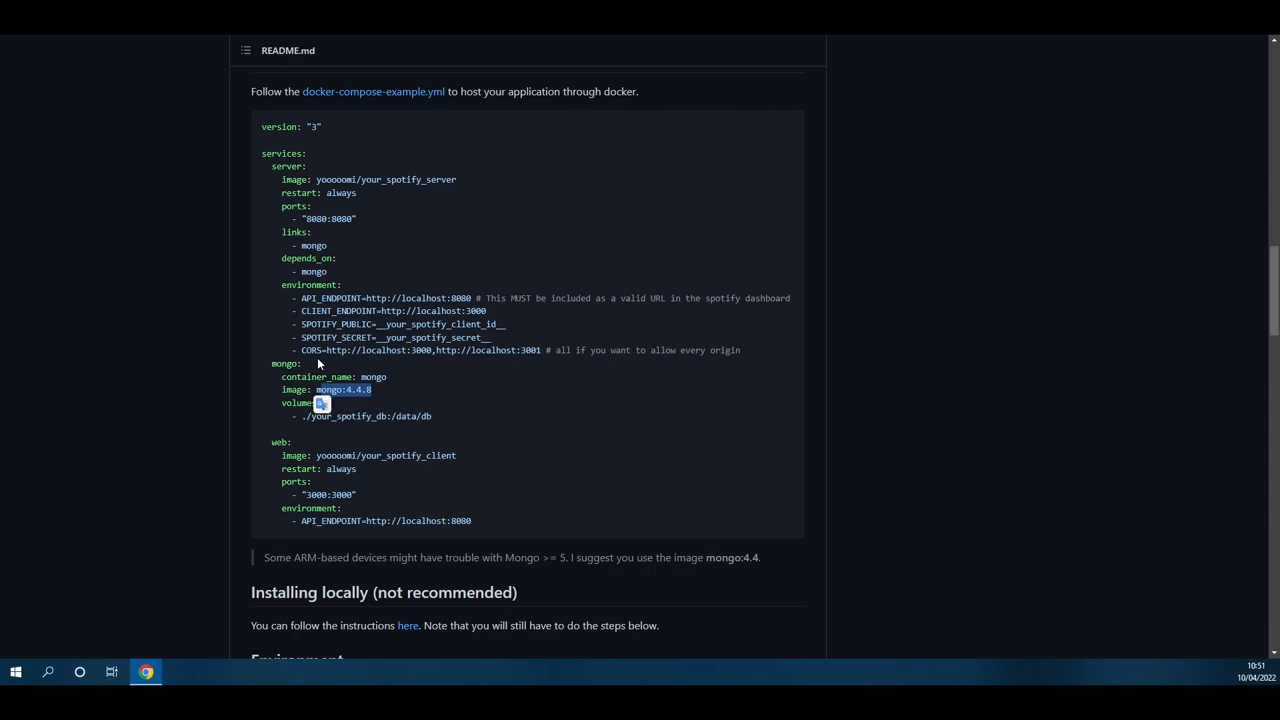 README.md
Follow the docker-compose-example.yml to host your application through docker.
version: "3"
services:
server:
image: yooooomi/your_spotify_server
restart: always
ports:
- "8080:8080"
links:
- mongo
depends_on:
- mongo
environment:
- API_ENDPOINT=http://localhost:8080 # This MUST be included as a valid URL in the spotify dashboard
- CLIENT_ENDPOINT=http://localhost:3000
- SPOTIFY_PUBLIC=__your_spotify_client_id__
- SPOTIFY_SECRET=__your_spotify_secret__
- CORS=http://localhost:3000,http://localhost:3001 # all if you want to allow every origin
mongo:
container_name: mongo
image: mongo:4.4.8
volumes
- ./your_spotify_db:/data/db
web:
image: yooooomi/your_spotify_client
restart: always
ports:
- "3000:3000"
environment:
- API_ENDPOINT=http://localhost:8080
Some ARM-based devices might have trouble with Mongo >= 5. I suggest you use the image mongo:4.4.
Installing locally (not recommended)
You can follow the instructions here. Note that you will still have to do the steps below.
Environment
10:51
10/04/2022